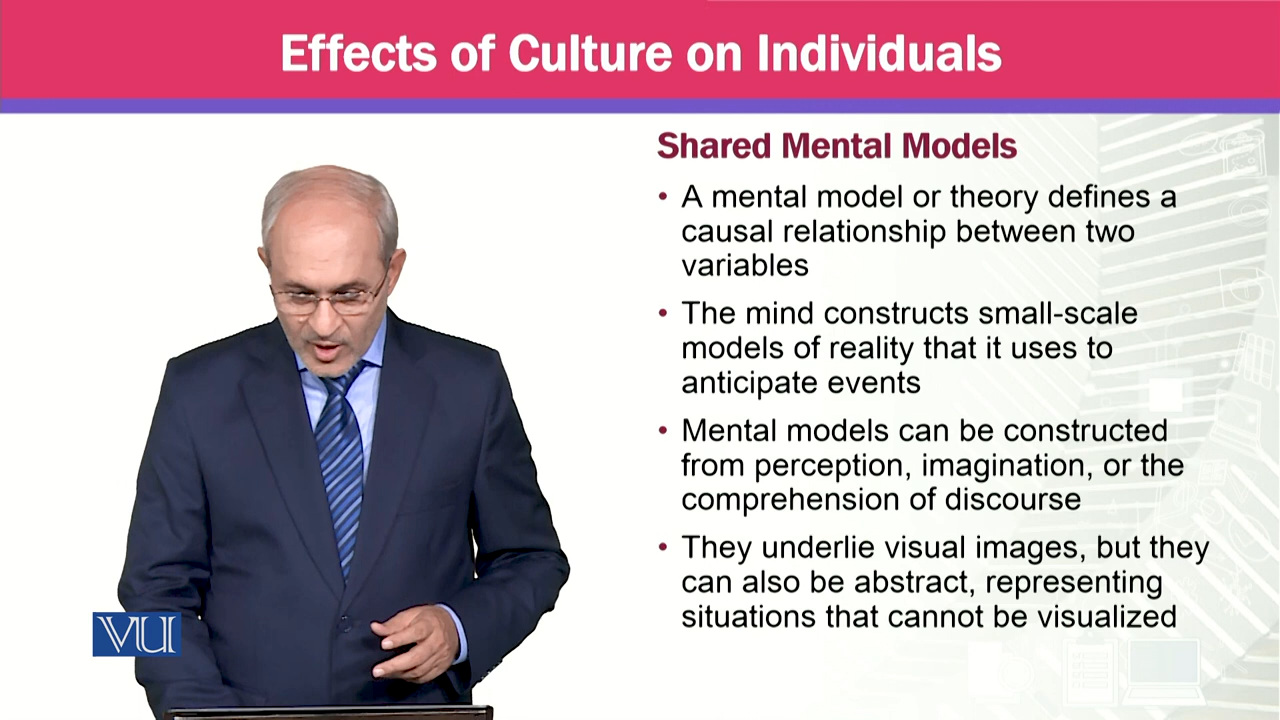 Effects of Culture on Individuals
Shared Mental Models
• A mental model or theory defines a
causal relationship between two
variables
• The mind constructs small-scale
models of reality that it uses to
anticipate events
• Mental models can be constructed
from perception, imagination, or the
comprehension of discourse
• They underlie visual images, but they
can also be abstract, representing
situations that cannot be visualized
VU